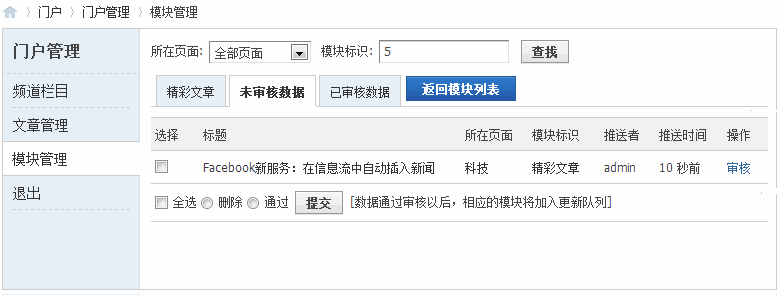 门户 > 门户管理 > 模块管理
门户管理
频道栏目
文章管理
模块管理
退出
所在页面: 全部页面 模块标识: 5 查找
精彩文章 未审核数据 已审核数据 返回模块列表
选择 标题 所在页面 模块标识 推送者 推送时间 操作
Facebook新服务：在信息流中自动插入新闻 科技 精彩文章 admin 10 秒前 审核
全选 删除 通过 提交 [数据通过审核以后，相应的模块将加入更新队列]